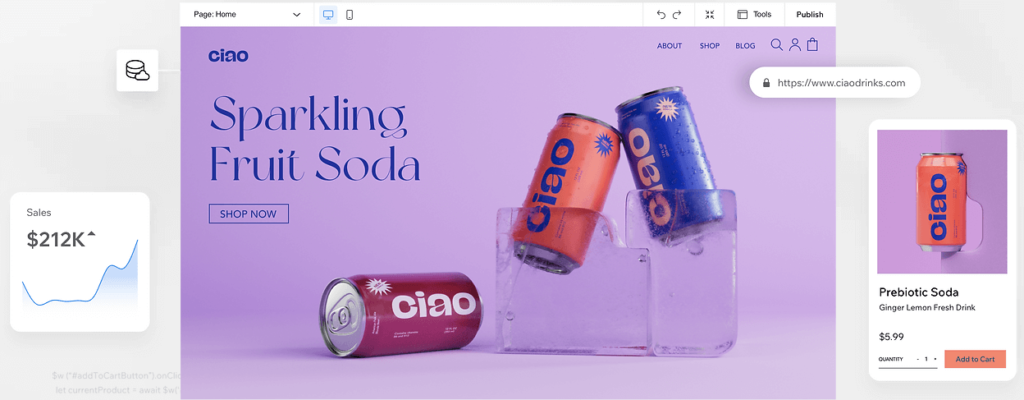 Page: Home
Tools
Publish
ciao
ABOUT
SHOP
BLOG
https://www.ciaodrinks.com
Sparkling
Fruit Soda
SHOP NOW
ciao
ciao
ciao
Sales
$212K
ciao
Prebiotic Soda
Ginger Lemon Fresh Drink
$5.99
QUANTITY - 1 +
Add to Cart
$w("#addToCartButton").onClic
let currentProduct = await $w('